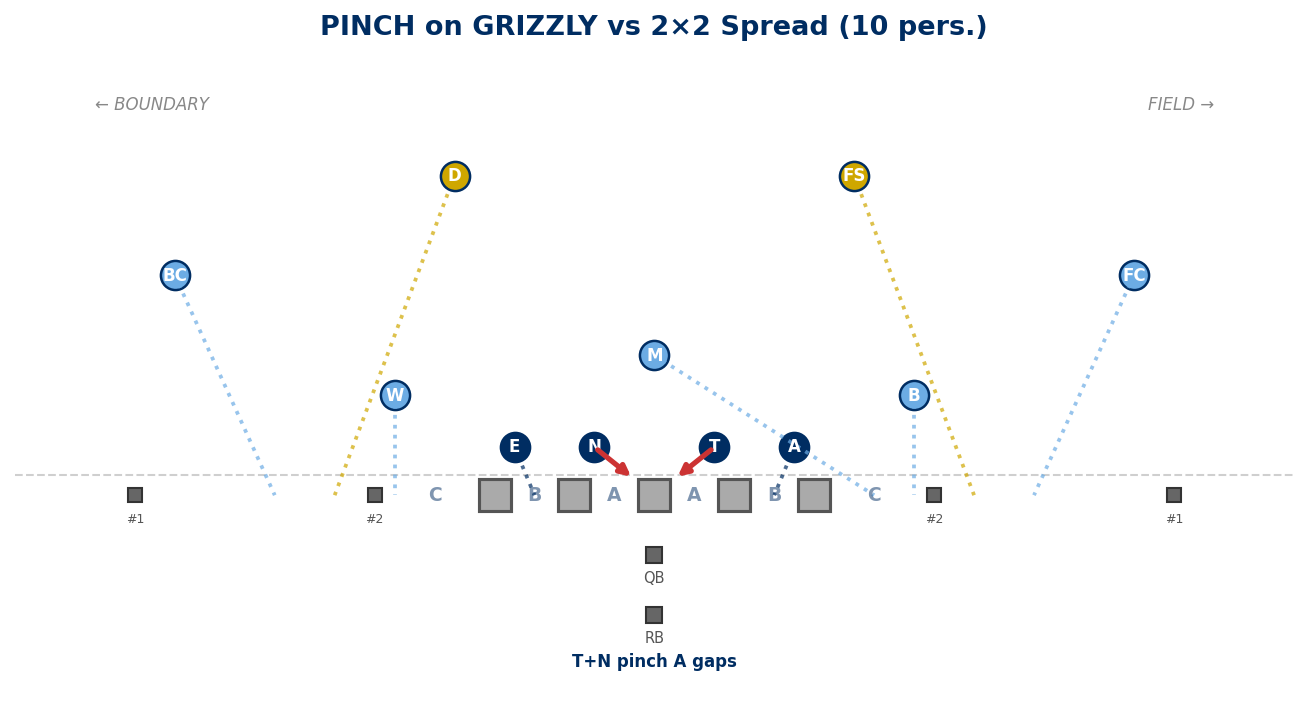 PINCH on GRIZZLY vs 2×2 Spread (10 pers.)
← BOUNDARY
FIELD →
D
FS
BC
FC
M
W
B
E
N
T
A
C
B
A
A
B
C
#1
#2
#2
#1
QB
RB
T+N pinch A gaps